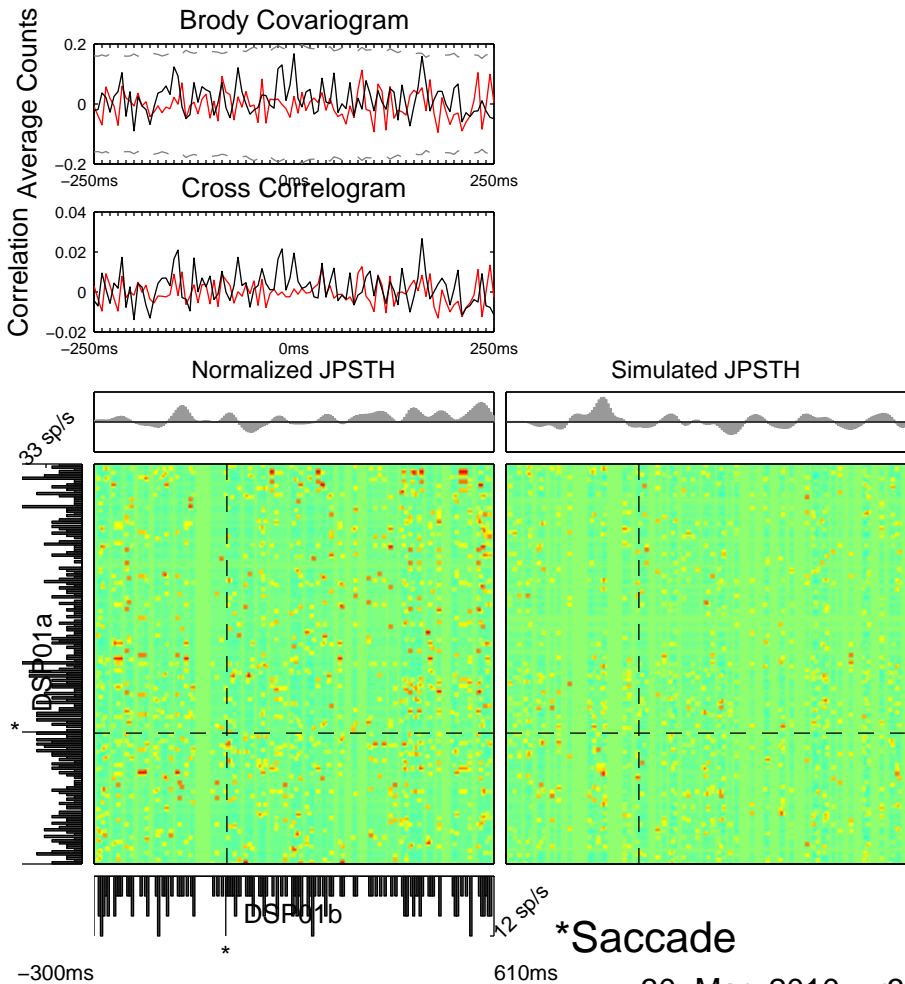 Brody Covariogram
Average Counts
0.2
0
−0.2
−250ms
0ms
250ms
Cross Correlogram
Correlation
0.04
0.02
0
−0.02
−250ms
0ms
250ms
Normalized JPSTH
Simulated JPSTH
33 sp/s
DSP01a
*
DSP01b
12 sp/s
*
*Saccade
−300ms
610ms